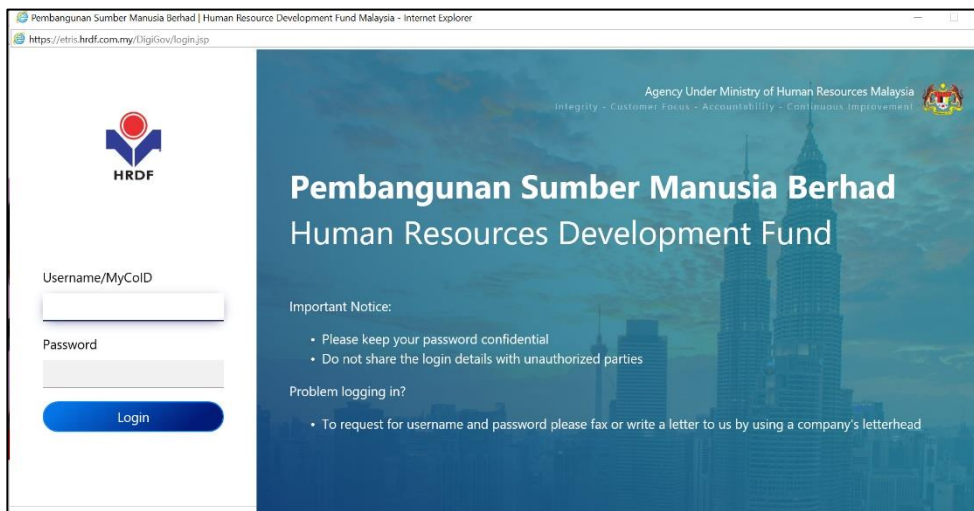 Pembangunan Sumber Manusia Berhad | Human Resource Development Fund Malaysia - Internet Explorer
https://etris.hrdf.com.my/DigiGov/login.jsp
Agency Under Ministry of Human Resources Malaysia
Integrity - Customer Focus - Accountability - Continuous Improvement
HRDF
Pembangunan Sumber Manusia Berhad
Human Resources Development Fund
Username/MyCoID
Password
Login
Important Notice:
• Please keep your password confidential
• Do not share the login details with unauthorized parties
Problem logging in?
• To request for username and password please fax or write a letter to us by using a company's letterhead